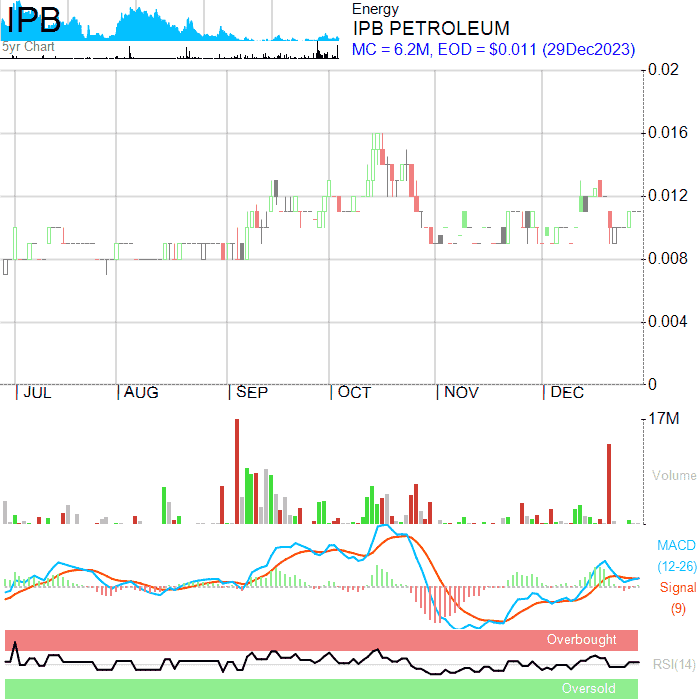 IPB
5yr Chart
Energy
IPB PETROLEUM
MC = 6.2M, EOD = $0.011 (29Dec2023)
0.02
0.016
0.012
0.008
0.004
0
JUL AUG SEP OCT NOV DEC
17M
Volume
MACD
(12-26)
Signal
(9)
Overbought
RSI(14)
Oversold